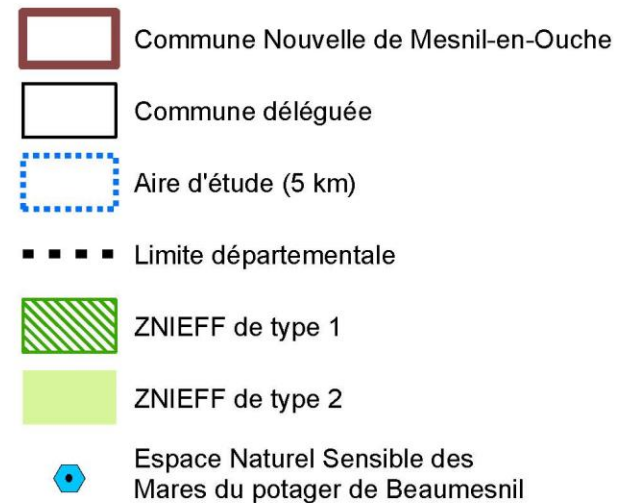 Commune Nouvelle de Mesnil-en-Ouche
Commune déléguée
Aire d'étude (5 km)
Limite départementale
ZNIEFF de type 1
ZNIEFF de type 2
Espace Naturel Sensible des
Mares du potager de Beaumesnil